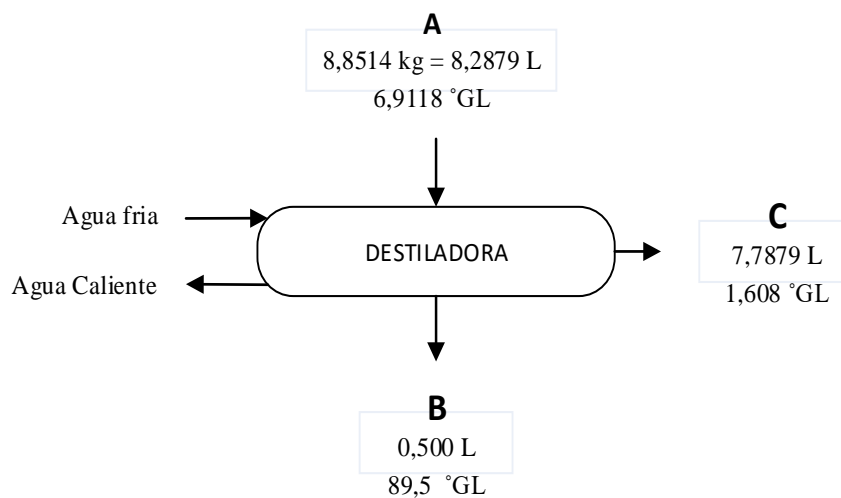 A
8,8514 kg = 8,2879 L
6,9118 °GL
Agua fria
Agua Caliente
DESTILADORA
C
7,7879 L
1,608 °GL
B
0,500 L
89,5 °GL